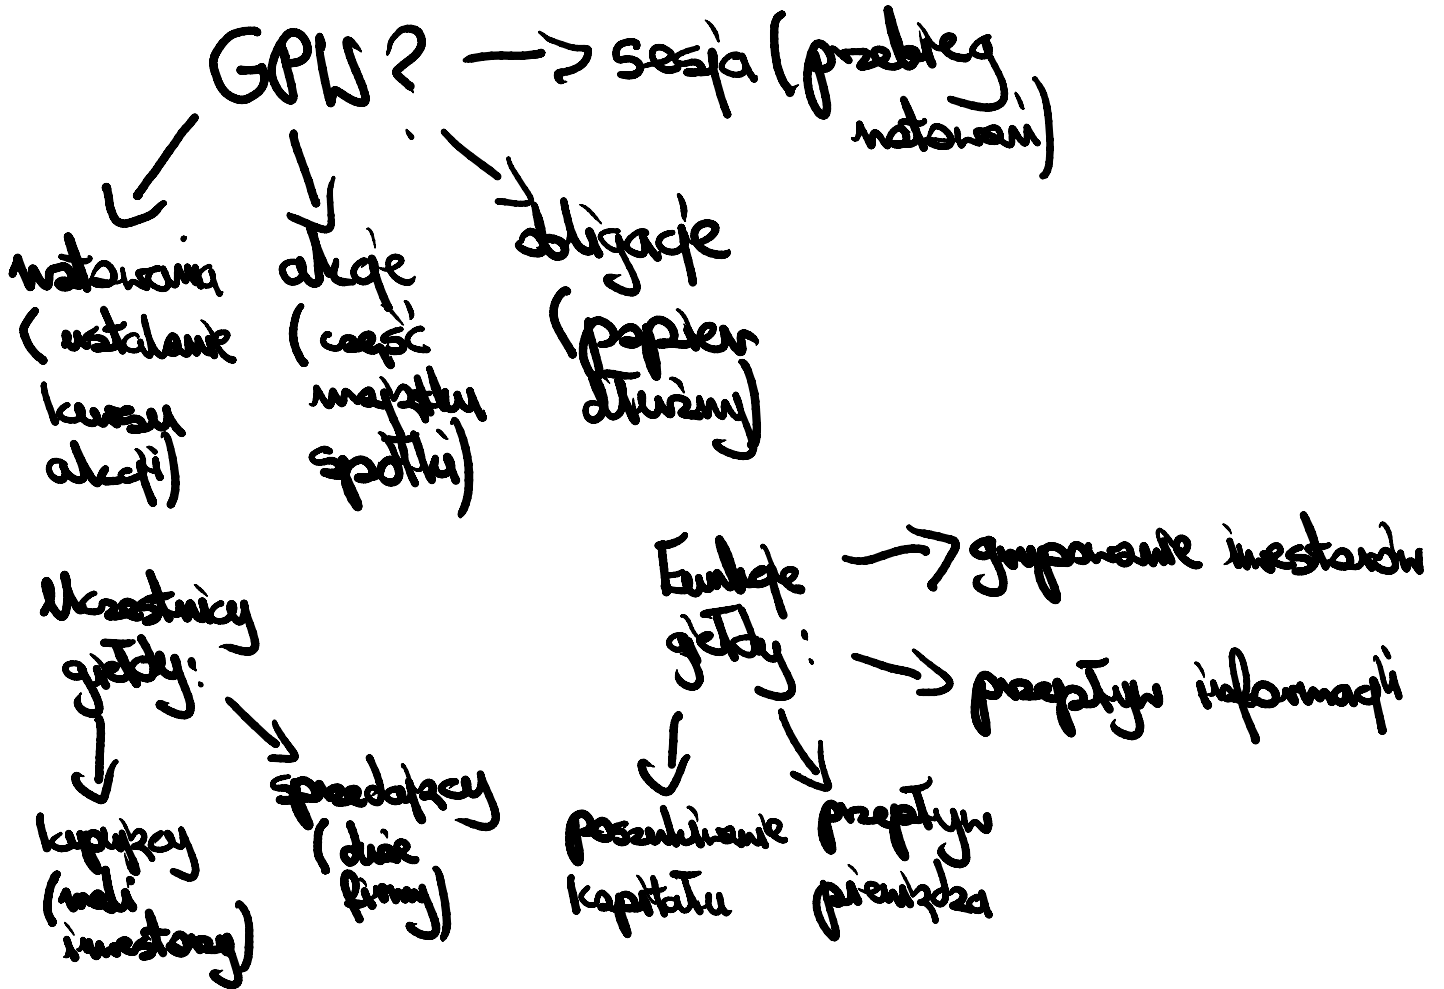 GPW? → sesja (przebieg
notowań)
notowania
(ustalanie
kursu
akcji)
akcje
(część
majątku
spółki)
obligacje
(papier
dłużny)
Uczestnicy
giełdy:
kupujący
(mali
inwestorzy)
sprzedający
(duże
firmy)
Funkcje
giełdy:
→ grupowanie inwestorów
→ przepływ informacji
poszukiwanie
kapitału
przepływ
pieniądza